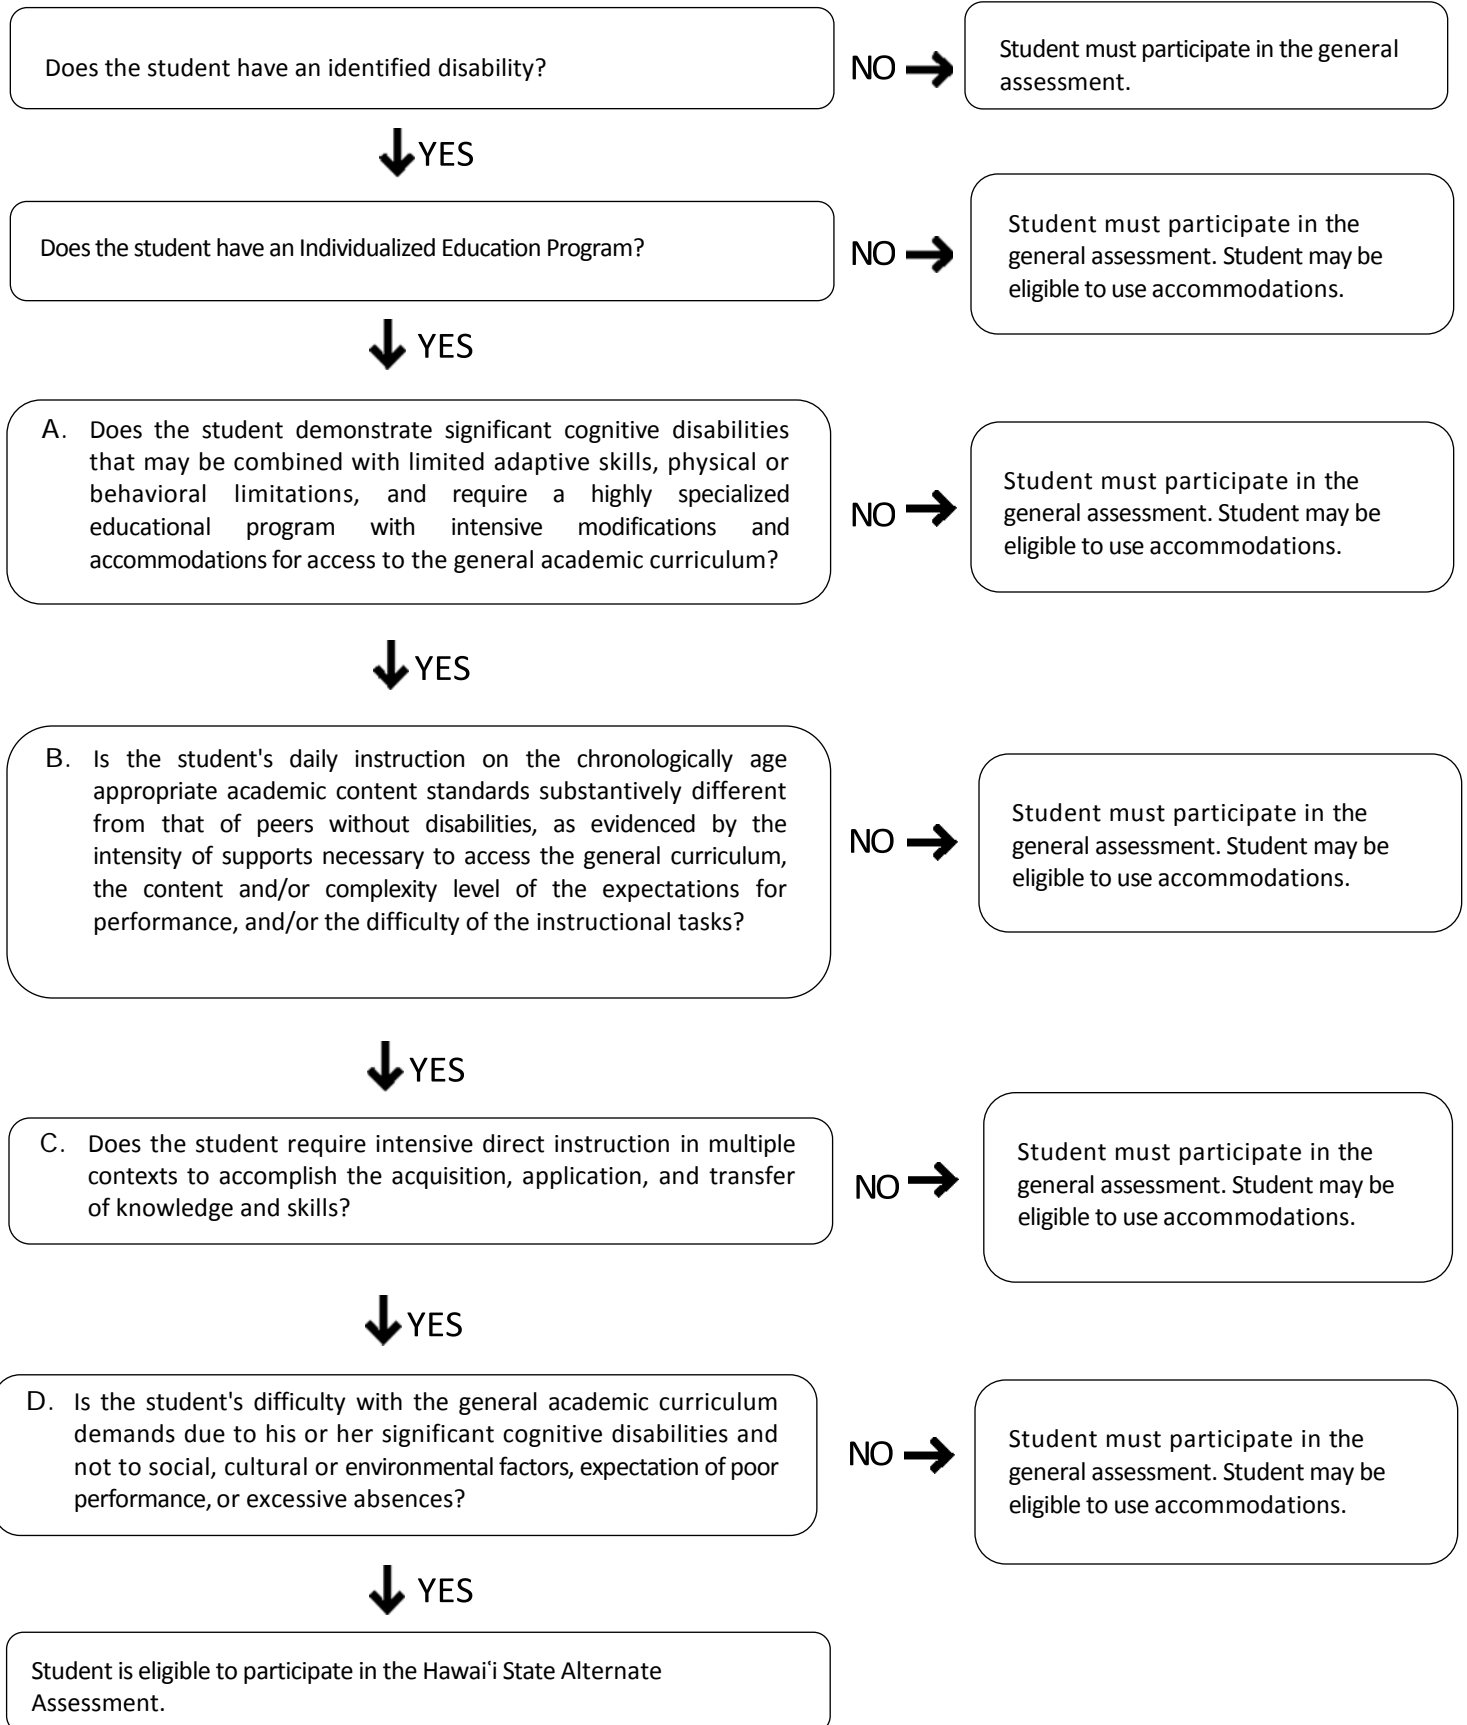 Does the student have an identified disability?
NO
Student must participate in the general
assessment.
YES
Does the student have an Individualized Education Program?
NO
Student must participate in the
general assessment. Student may be
eligible to use accommodations.
YES
A. Does the student demonstrate significant cognitive disabilities
that may be combined with limited adaptive skills, physical or
behavioral limitations, and require a highly specialized
educational program with intensive modifications and
accommodations for access to the general academic curriculum?
NO
Student must participate in the
general assessment. Student may be
eligible to use accommodations.
YES
B. Is the student's daily instruction on the chronologically age
appropriate academic content standards substantively different
from that of peers without disabilities, as evidenced by the
intensity of supports necessary to access the general curriculum,
the content and/or complexity level of the expectations for
performance, and/or the difficulty of the instructional tasks?
NO
Student must participate in the
general assessment. Student may be
eligible to use accommodations.
YES
C. Does the student require intensive direct instruction in multiple
contexts to accomplish the acquisition, application, and transfer
of knowledge and skills?
NO
Student must participate in the
general assessment. Student may be
eligible to use accommodations.
YES
D. Is the student's difficulty with the general academic curriculum
demands due to his or her significant cognitive disabilities and
not to social, cultural or environmental factors, expectation of poor
performance, or excessive absences?
NO
Student must participate in the
general assessment. Student may be
eligible to use accommodations.
YES
Student is eligible to participate in the Hawaiʻi State Alternate
Assessment.